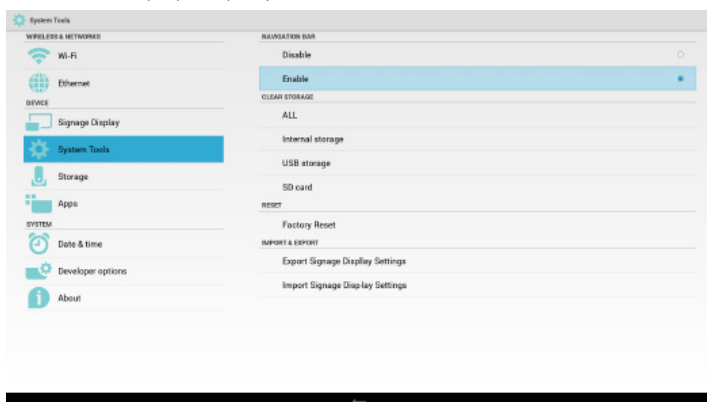 System Tools
WIRELESS & NETWORKS
Wi-Fi
Ethernet
DEVICE
Signage Display
System Tools
Storage
Apps
SYSTEM
Date & time
Developer options
About
NAVIGATION BAR
Disable
Enable
CLEAR STORAGE
ALL
Internal storage
USB storage
SD card
RESET
Factory Reset
IMPORT & EXPORT
Export Signage Display Settings
Import Signage Display Settings